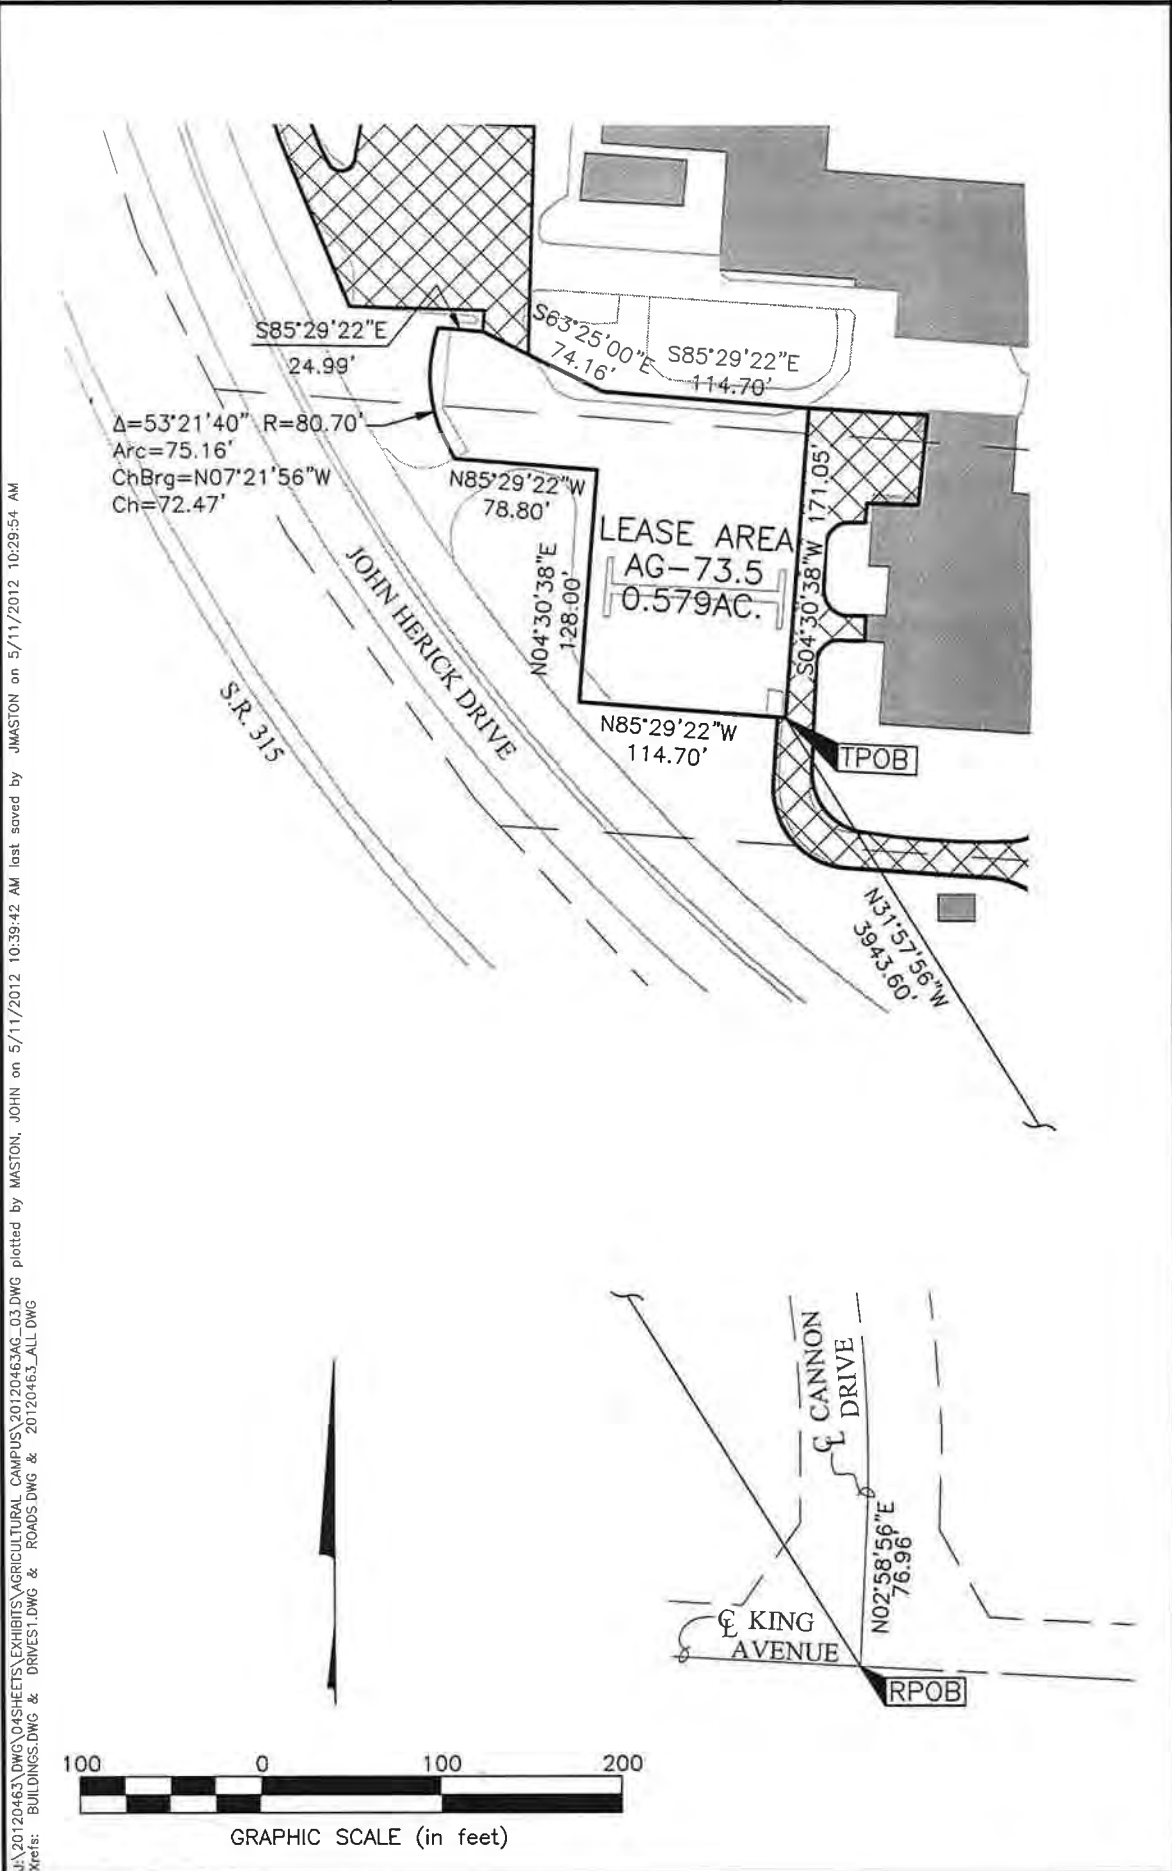 S85°29'22"E
24.99'
S63°25'00"E
74.16'
S85°29'22"E
114.70'
Δ=53°21'40" R=80.70'
Arc=75.16'
ChBrg=N07°21'56"W
Ch=72.47'
N85°29'22"W
78.80'
S04°30'38"W 171.05'
LEASE AREA
AG-73.5
0.579AC.
N04°30'38"E
128.00'
JOHN HERICK DRIVE
S.R. 315
N85°29'22"W
114.70'
TPOB
N31°57'56"W
3943.60'
℄ CANNON
DRIVE
N02°58'56"E
76.96'
℄ KING
AVENUE
RPOB
100 0 100 200
GRAPHIC SCALE (in feet)
J:\20120463\DWG\04SHEETS\EXHIBITS\AGRICULTURAL CAMPUS\20120463AG_03.DWG plotted by MASTON, JOHN on 5/11/2012 10:39:42 AM last saved by JMASTON on 5/11/2012 10:29:54 AM
Xrefs: BUILDINGS.DWG & DRIVES1.DWG & ROADS.DWG & 20120463_ALL.DWG